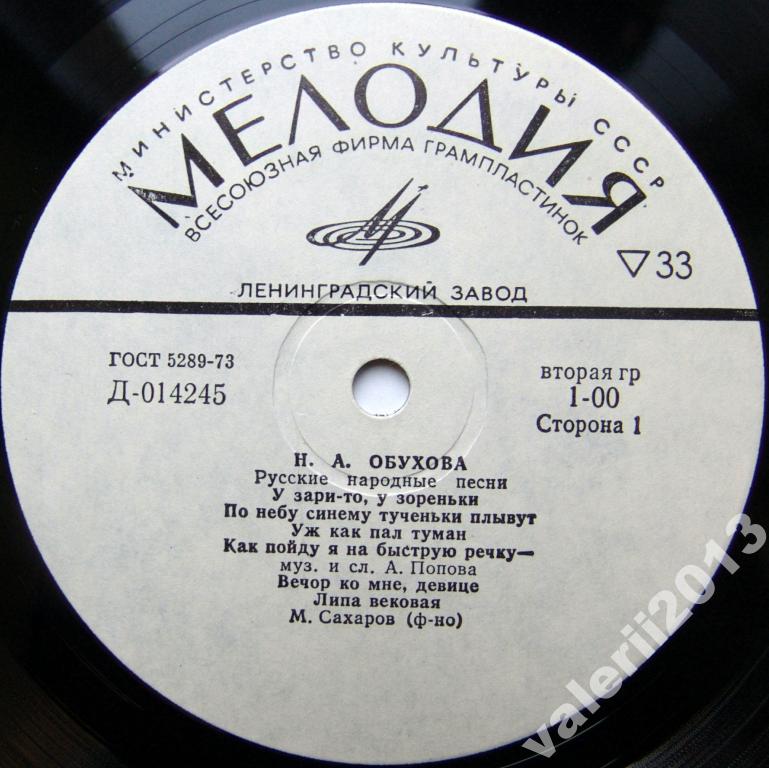 МИНИСТЕРСТВО КУЛЬТУРЫ СССР
МЕЛОДИЯ
ВСЕСОЮЗНАЯ ФИРМА ГРАМПЛАСТИНОК
▽33
ЛЕНИНГРАДСКИЙ ЗАВОД
ГОСТ 5289-73
Д-014245
вторая гр
1-00
Сторона 1
Н. А. ОБУХОВА
Русские народные песни
У зари-то, у зореньки
По небу синему тученьки плывут
Уж как пал туман
Как пойду я на быструю речку—
муз. и сл. А. Попова
Вечор ко мне, девице
Липа вековая
М. Сахаров (ф-но)
valerii2013